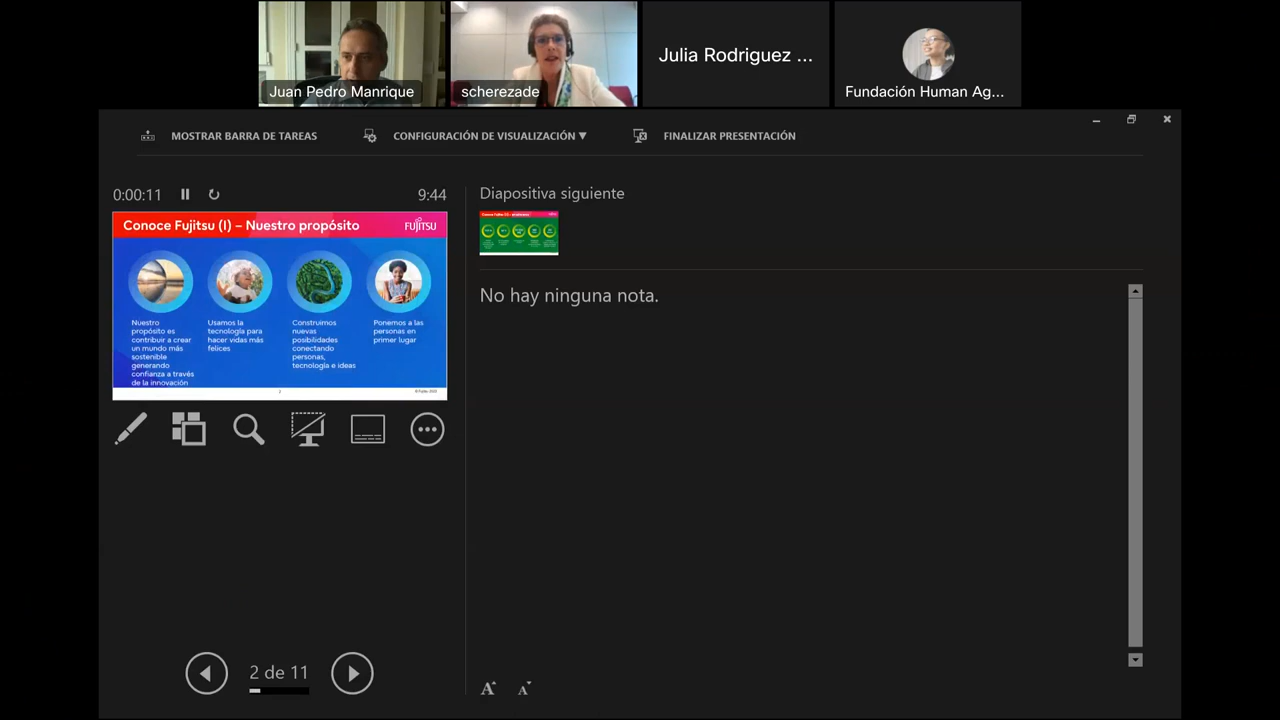 Juan Pedro Manrique
scherezade
Julia Rodriguez ...
Fundación Human Ag...
MOSTRAR BARRA DE TAREAS
CONFIGURACIÓN DE VISUALIZACIÓN ▼
FINALIZAR PRESENTACIÓN
0:00:11
9:44
Conoce Fujitsu (I) – Nuestro propósito
FUJITSU
Nuestro
propósito es
contribuir a crear
un mundo más
sostenible
generando
confianza a través
de la innovación
Usamos la
tecnología para
hacer vidas más
felices
Construimos
nuevas
posibilidades
conectando
personas,
tecnología e ideas
Ponemos a las
personas en
primer lugar
2
Diapositiva siguiente
No hay ninguna nota.
2 de 11
A A